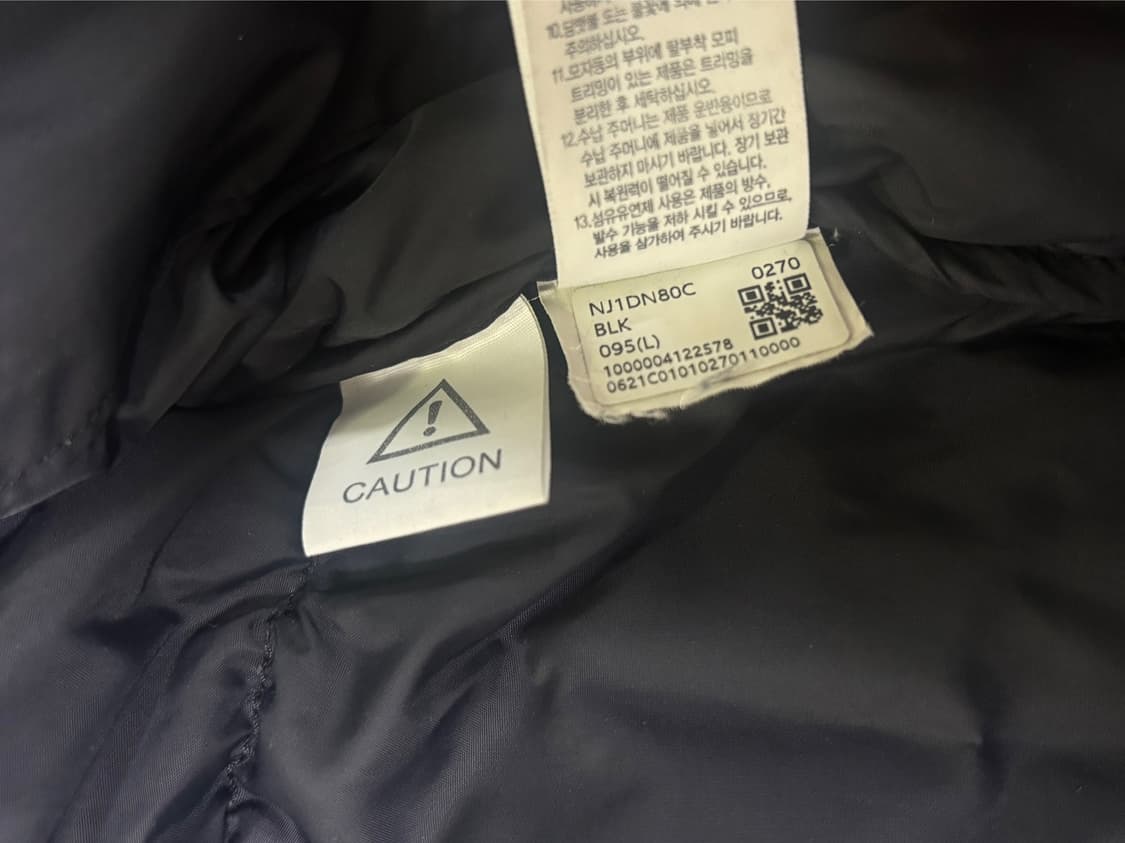 10.담뱃불 또는 불꽃에 의해
주의하십시오.
11.모자등의 부위에 털부착 모피
트리밍이 있는 제품은 트리밍을
분리한 후 세탁하십시오.
12.수납 주머니는 제품 운반용이므로
수납 주머니에 제품을 넣어서 장기간
보관하지 마시기 바랍니다. 장기 보관
시 복원력이 떨어질 수 있습니다.
13.섬유유연제 사용은 제품의 방수,
발수 기능을 저하 시킬 수 있으므로,
사용을 삼가하여 주시기 바랍니다.
0270
NJ1DN80C
BLK
095(L)
1000004122578
0621C01010270110000
!
CAUTION